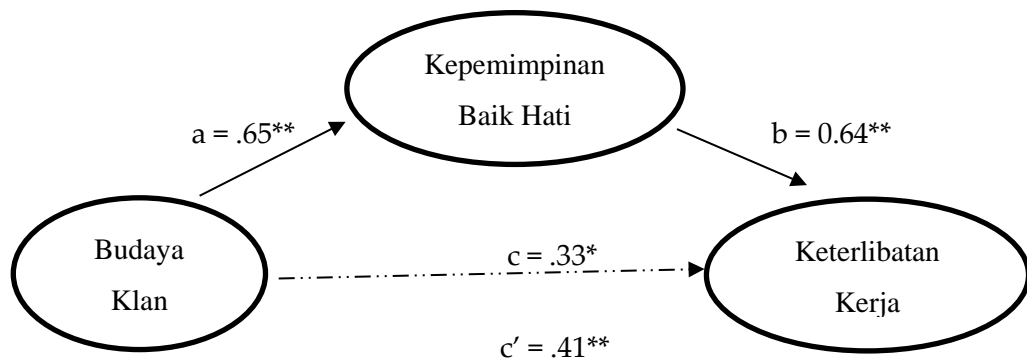 Kepemimpinan
Baik Hati
a = .65**
b = 0.64**
Budaya
Klan
c = .33*
Keterlibatan
Kerja
c’ = .41**